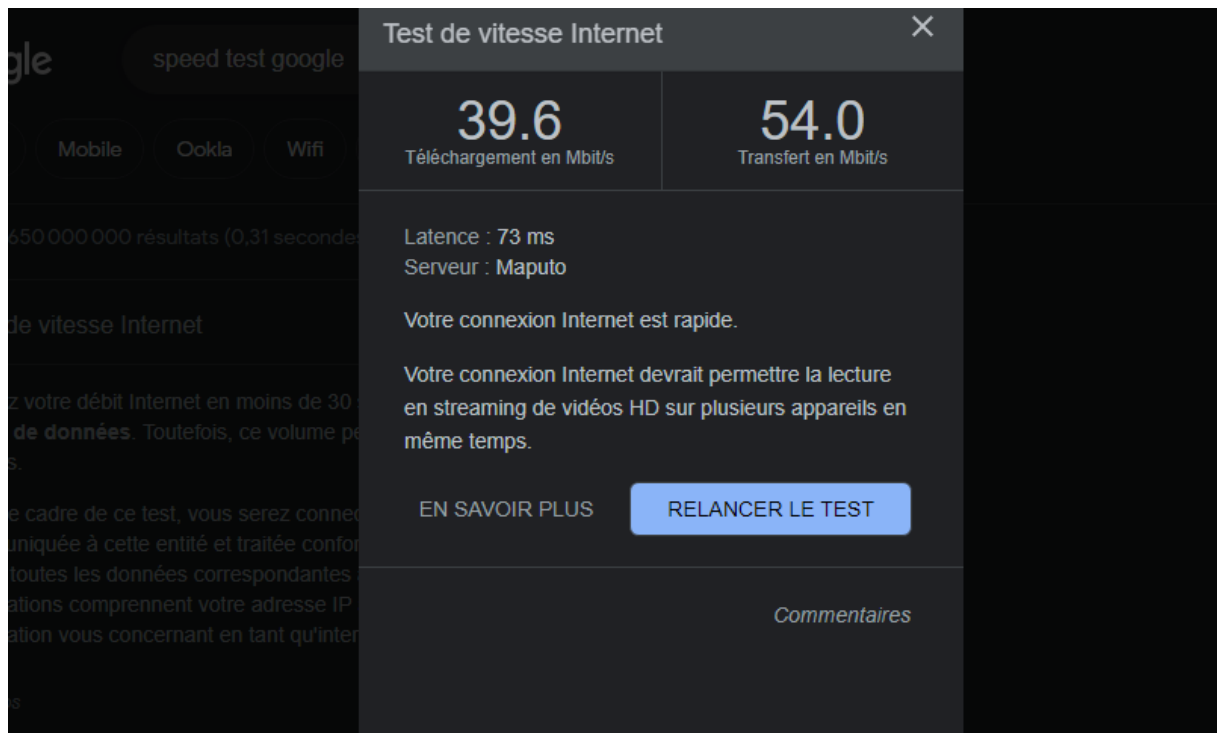 Test de vitesse Internet
gle
speed test google
39.6
54.0
Téléchargement en Mbit/s
Transfert en Mbit/s
Mobile
Ookla
Wifi
650 000 000 résultats (0,31 secondes
Latence : 73 ms
Serveur : Maputo
Votre connexion Internet est rapide.
de vitesse Internet
Votre connexion Internet devrait permettre la lecture
en streaming de vidéos HD sur plusieurs appareils en
même temps.
z votre débit Internet en moins de 30
de données. Toutefois, ce volume pe
s.
EN SAVOIR PLUS
RELANCER LE TEST
e cadre de ce test, vous serez connec
uniquée à cette entité et traitée confor
toutes les données correspondantes
ations comprennent votre adresse IP
ation vous concernant en tant qu'inter
Commentaires